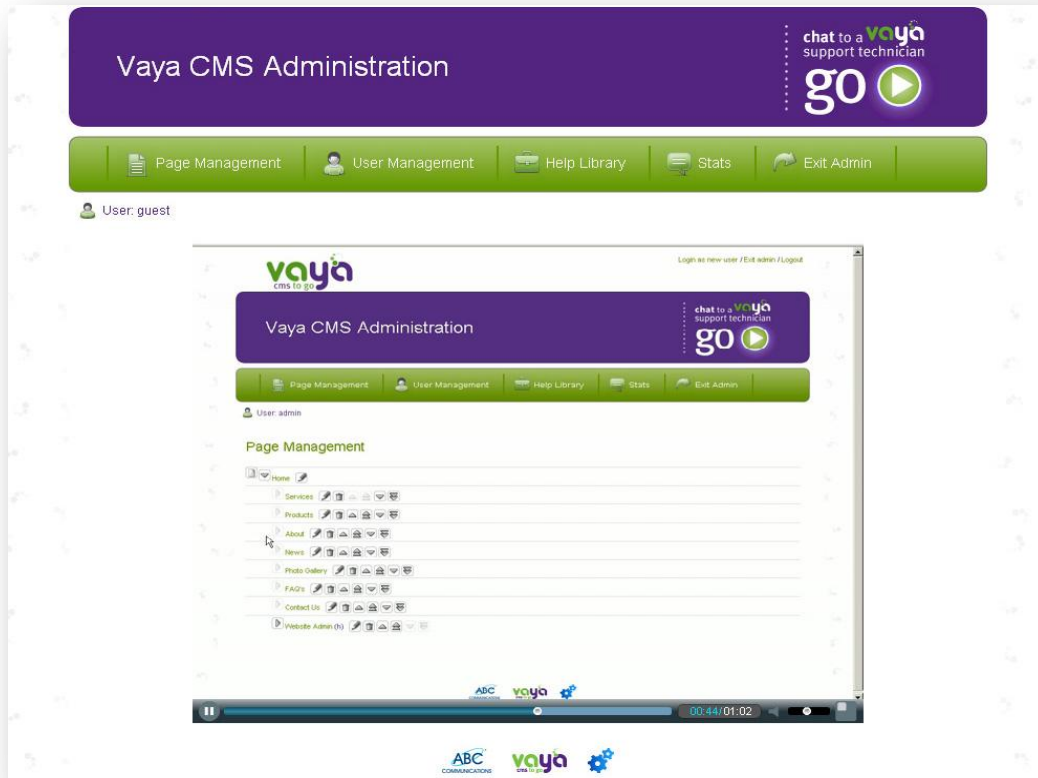 Vaya CMS Administration
chat to a vaya
support technician
go
Page Management
User Management
Help Library
Stats
Exit Admin
User: guest
vaya
cms to go
Login as new user / Exit admin / Logout
Vaya CMS Administration
chat to a vaya
support technician
go
Page Management
User Management
Help Library
Stats
Exit Admin
User: admin
Page Management
Home
Services
Products
About
News
Photo Gallery
FAQ's
Contact Us
Website Admin (h)
ABC
vaya
00:44/01:02
ABC
COMMUNICATIONS
vaya
cms to go